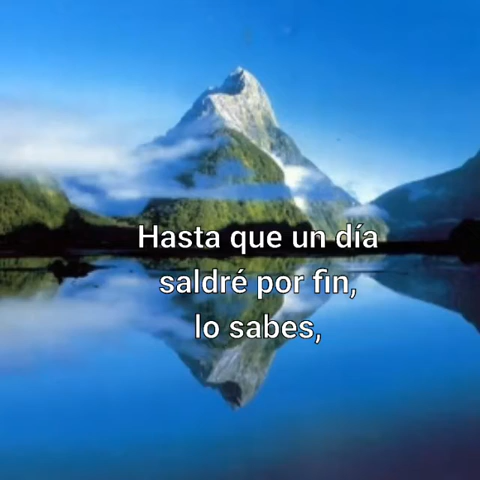 Hasta que un día
saldré por fin,
lo sabes,